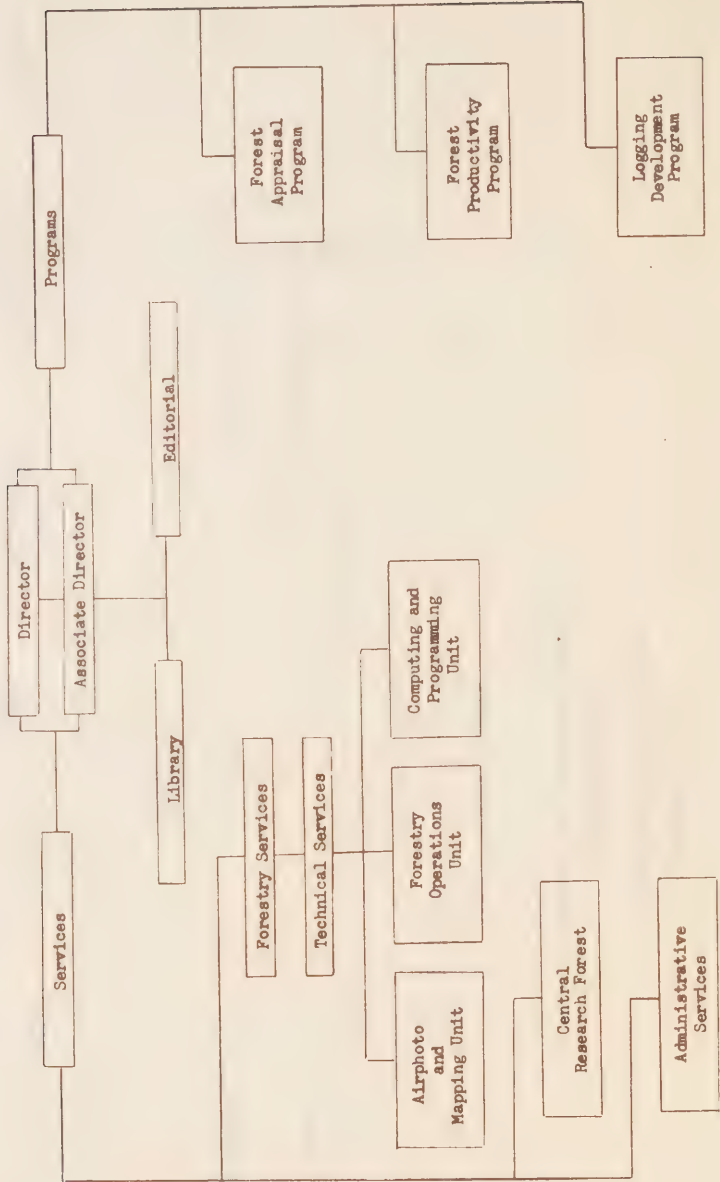 Director
Associate Director
Services
Programs
Library
Editorial
Forestry Services
Technical Services
Airphoto
and
Mapping Unit
Forestry
Operations
Unit
Computing and
Programming
Unit
Central
Research Forest
Administrative
Services
Forest
Appraisal
Program
Forest
Productivity
Program
Logging
Development
Program